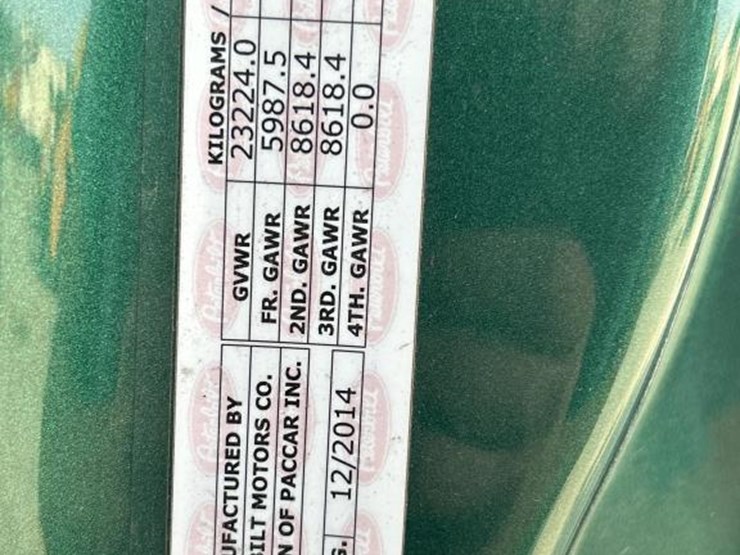 UFACTURED BY
ILT MOTORS CO.
N OF PACCAR INC.
G. 12/2014
KILOGRAMS /
GVWR 23224.0
FR. GAWR 5987.5
2ND. GAWR 8618.4
3RD. GAWR 8618.4
4TH. GAWR 0.0